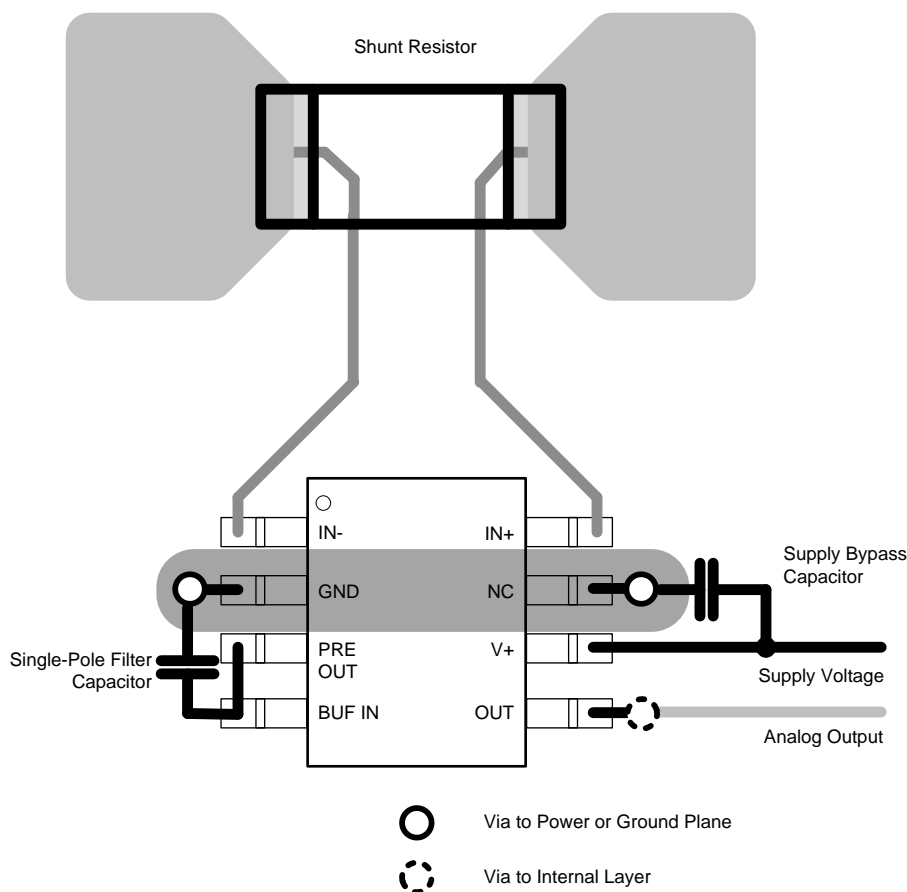 Shunt Resistor
IN-
IN+
GND
NC
PRE
OUT
V+
BUF IN
OUT
Supply Bypass
Capacitor
Single-Pole Filter
Capacitor
Supply Voltage
Analog Output
Via to Power or Ground Plane
Via to Internal Layer